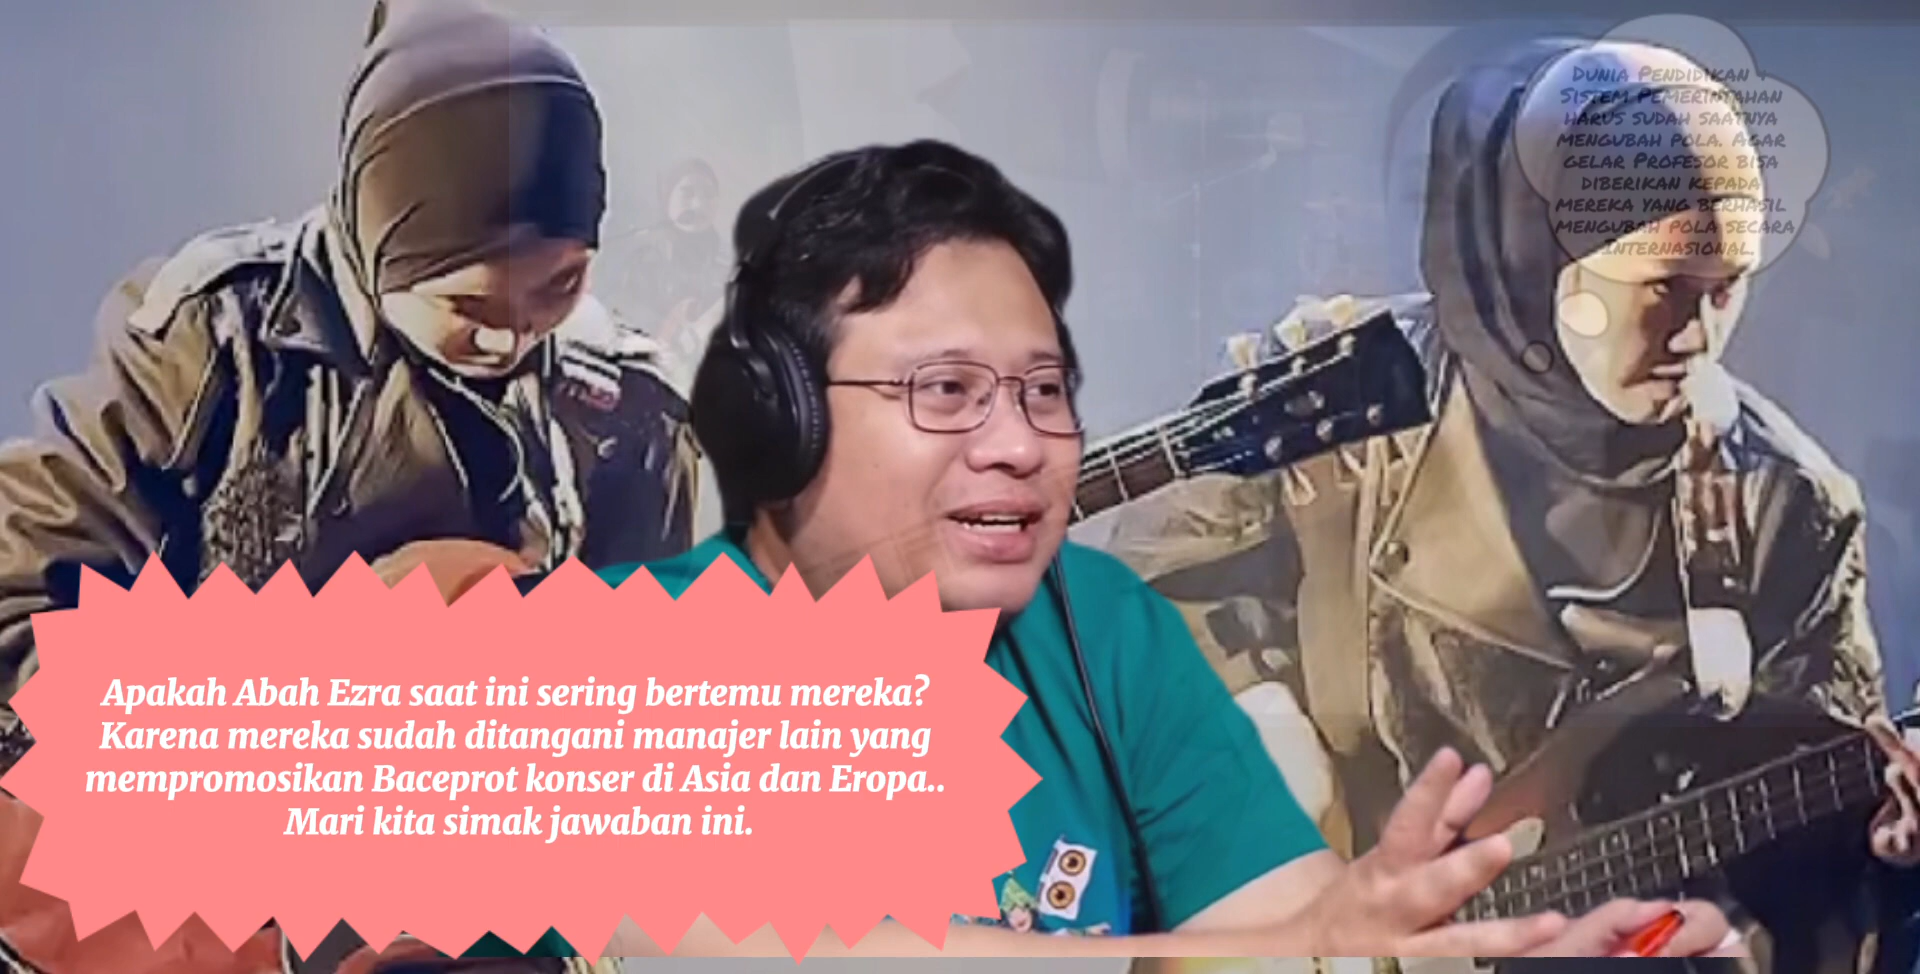 Dunia Pendidikan &
Sistem Pemerintahan
harus sudah saatnya
mengubah pola. Agar
gelar Profesor bisa
diberikan kepada
mereka yang berhasil
mengubah pola secara
Internasional.
Apakah Abah Ezra saat ini sering bertemu mereka?
Karena mereka sudah ditangani manajer lain yang
mempromosikan Baceprot konser di Asia dan Eropa..
Mari kita simak jawaban ini.